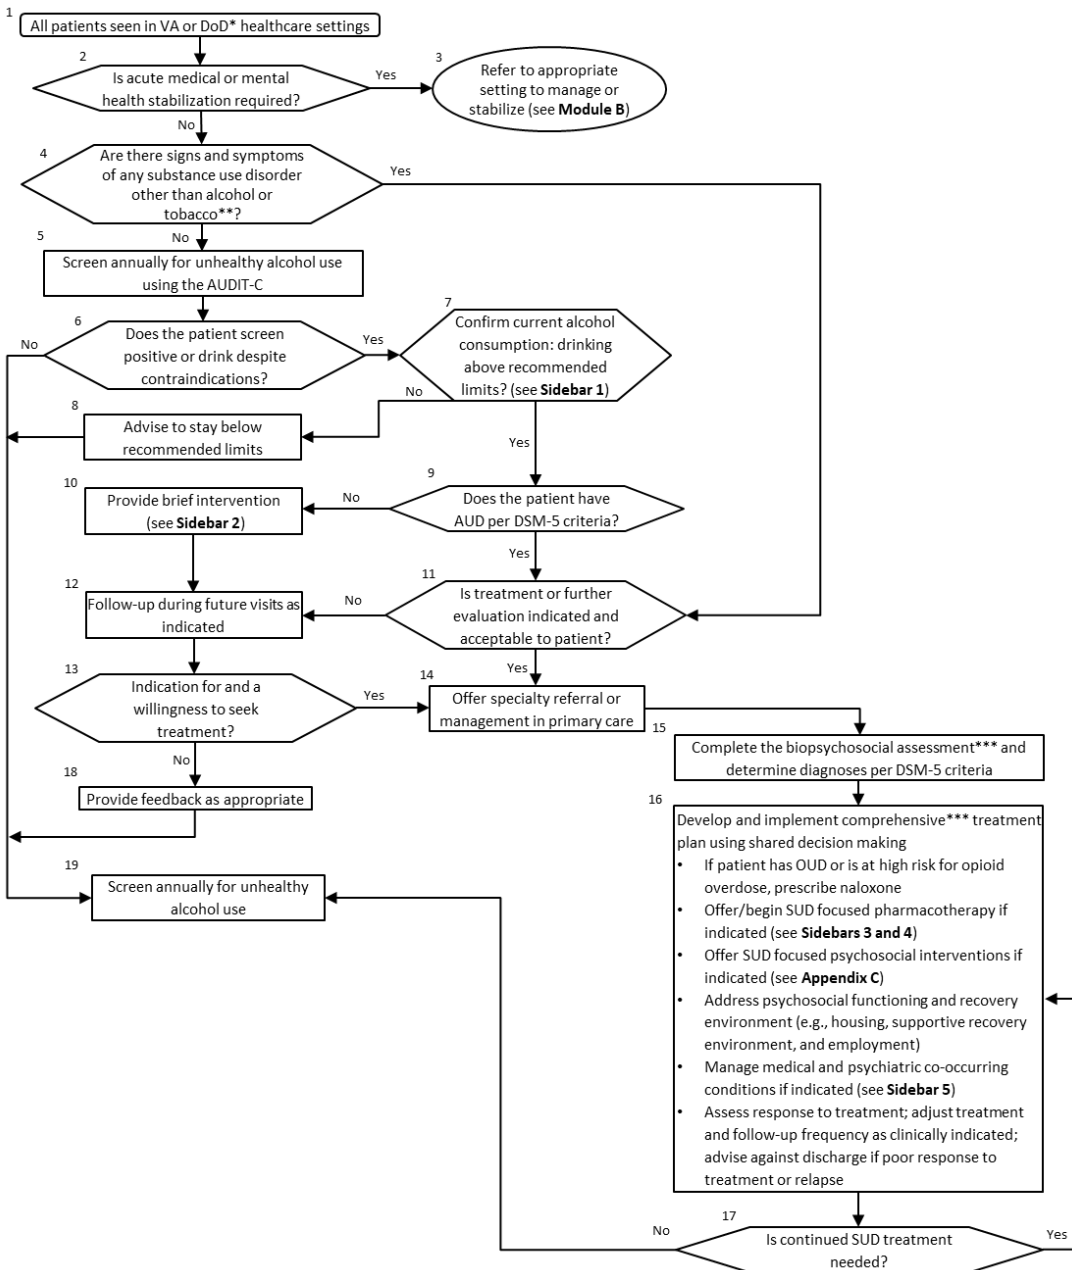 1
All patients seen in VA or DoD* healthcare settings
2
Is acute medical or mental
health stabilization required?
Yes
3
Refer to appropriate
setting to manage or
stabilize (see Module B)
No
4
Are there signs and symptoms
of any substance use disorder
other than alcohol or
tobacco**?
Yes
No
5
Screen annually for unhealthy alcohol use
using the AUDIT-C
6
Does the patient screen
positive or drink despite
contraindications?
No
Yes
7
Confirm current alcohol
consumption: drinking
above recommended
limits? (see Sidebar 1)
No
Yes
8
Advise to stay below
recommended limits
9
Does the patient have
AUD per DSM-5 criteria?
No
Yes
10
Provide brief intervention
(see Sidebar 2)
11
Is treatment or further
evaluation indicated and
acceptable to patient?
No
Yes
12
Follow-up during future visits as
indicated
13
Indication for and a
willingness to seek
treatment?
Yes
No
14
Offer specialty referral or
management in primary care
15
Complete the biopsychosocial assessment*** and
determine diagnoses per DSM-5 criteria
16
Develop and implement comprehensive*** treatment
plan using shared decision making
• If patient has OUD or is at high risk for opioid
overdose, prescribe naloxone
• Offer/begin SUD focused pharmacotherapy if
indicated (see Sidebars 3 and 4)
• Offer SUD focused psychosocial interventions if
indicated (see Appendix C)
• Address psychosocial functioning and recovery
environment (e.g., housing, supportive recovery
environment, and employment)
• Manage medical and psychiatric co-occurring
conditions if indicated (see Sidebar 5)
• Assess response to treatment; adjust treatment
and follow-up frequency as clinically indicated;
advise against discharge if poor response to
treatment or relapse
17
Is continued SUD treatment
needed?
No
Yes
18
Provide feedback as appropriate
19
Screen annually for unhealthy
alcohol use